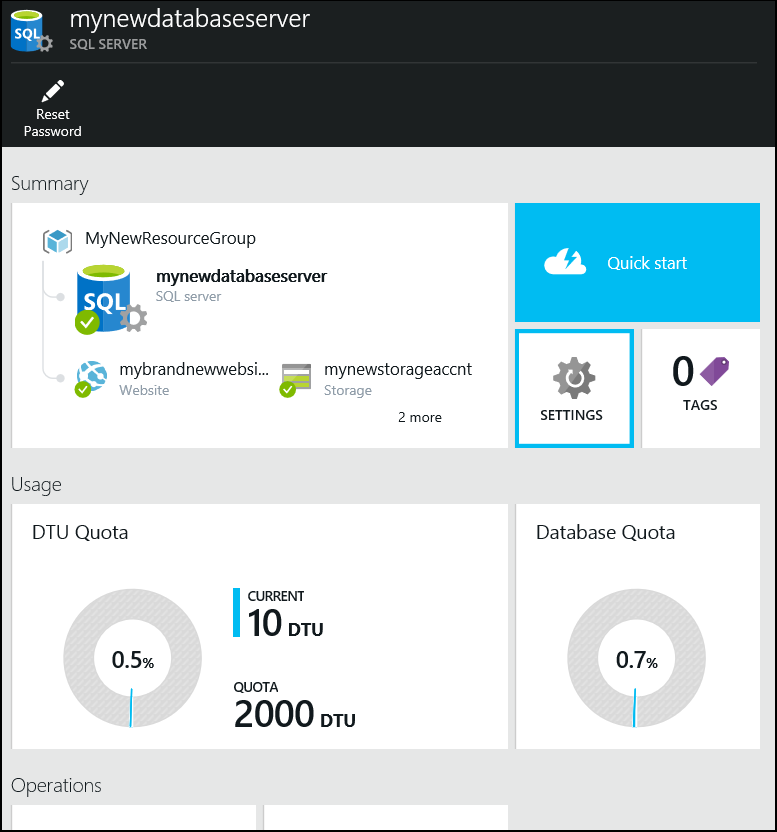 SQL
mynewdatabaseserver
SQL SERVER
Reset
Password
Summary
MyNewResourceGroup
SQL
mynewdatabaseserver
SQL server
mybrandnewwebsi...
Website
mynewstorageaccnt
Storage
2 more
Quick start
SETTINGS
0
TAGS
Usage
DTU Quota
0.5%
CURRENT
10 DTU
QUOTA
2000 DTU
Database Quota
0.7%
Operations